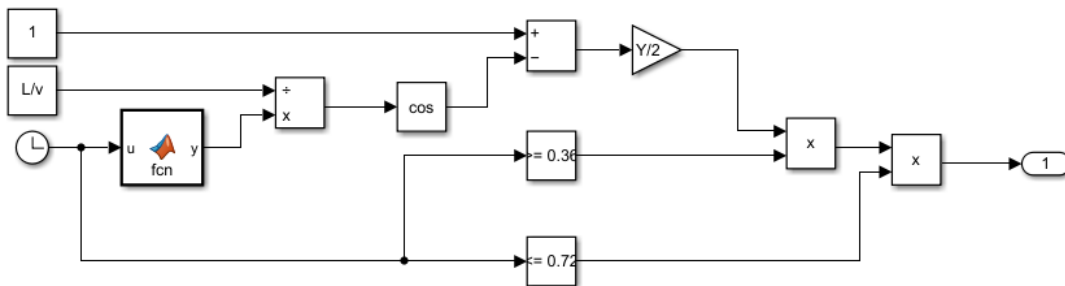 1
+
−
Y/2
L/v
÷
x
cos
u
y
fcn
>= 0.36
x
x
1
<= 0.72